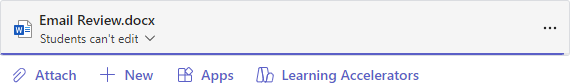 Email Review.docx
Students can't edit
Attach New Apps Learning Accelerators